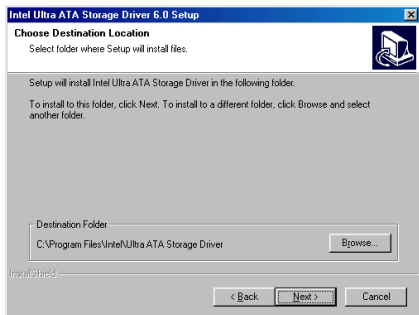 Intel Ultra ATA Storage Driver 6.0 Setup
Choose Destination Location
Select folder where Setup will install files.
Setup will install Intel Ultra ATA Storage Driver in the following folder.
To install to this folder, click Next. To install to a different folder, click Browse and select
another folder.
Destination Folder
C:\Program Files\Intel\Ultra ATA Storage Driver
Browse...
InstallShield
< Back
Next >
Cancel